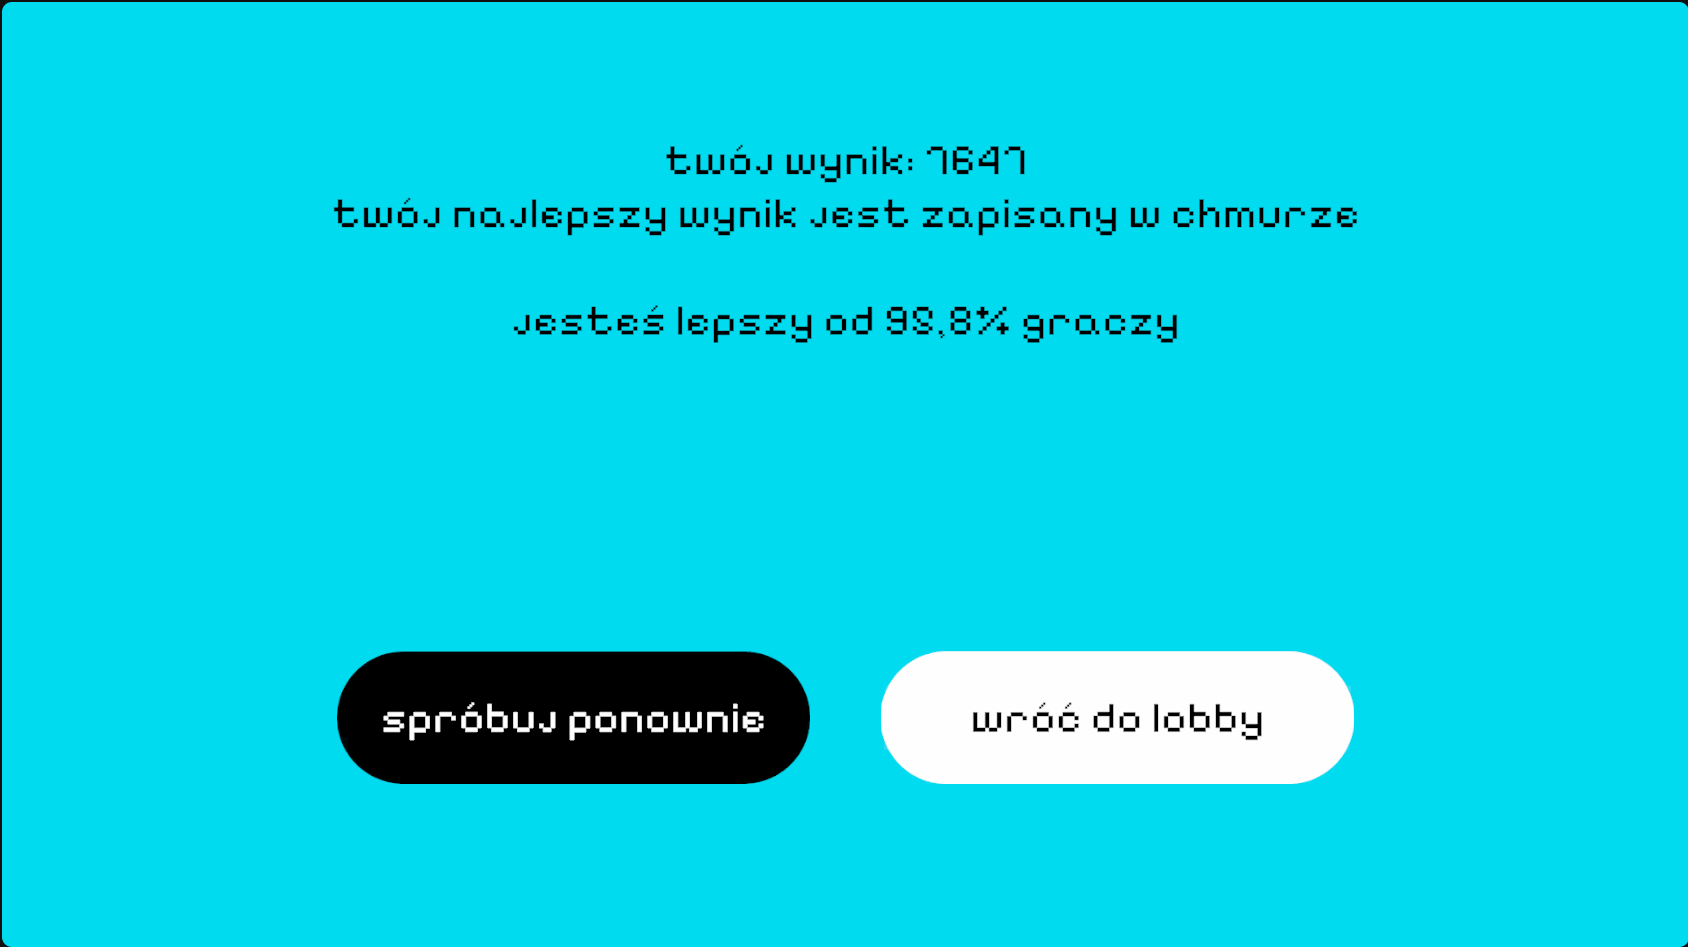 twój wynik: 7647
twój najlepszy wynik jest zapisany w chmurze
jesteś lepszy od 98,8% graczy
spróbuj ponownie
wróć do lobby